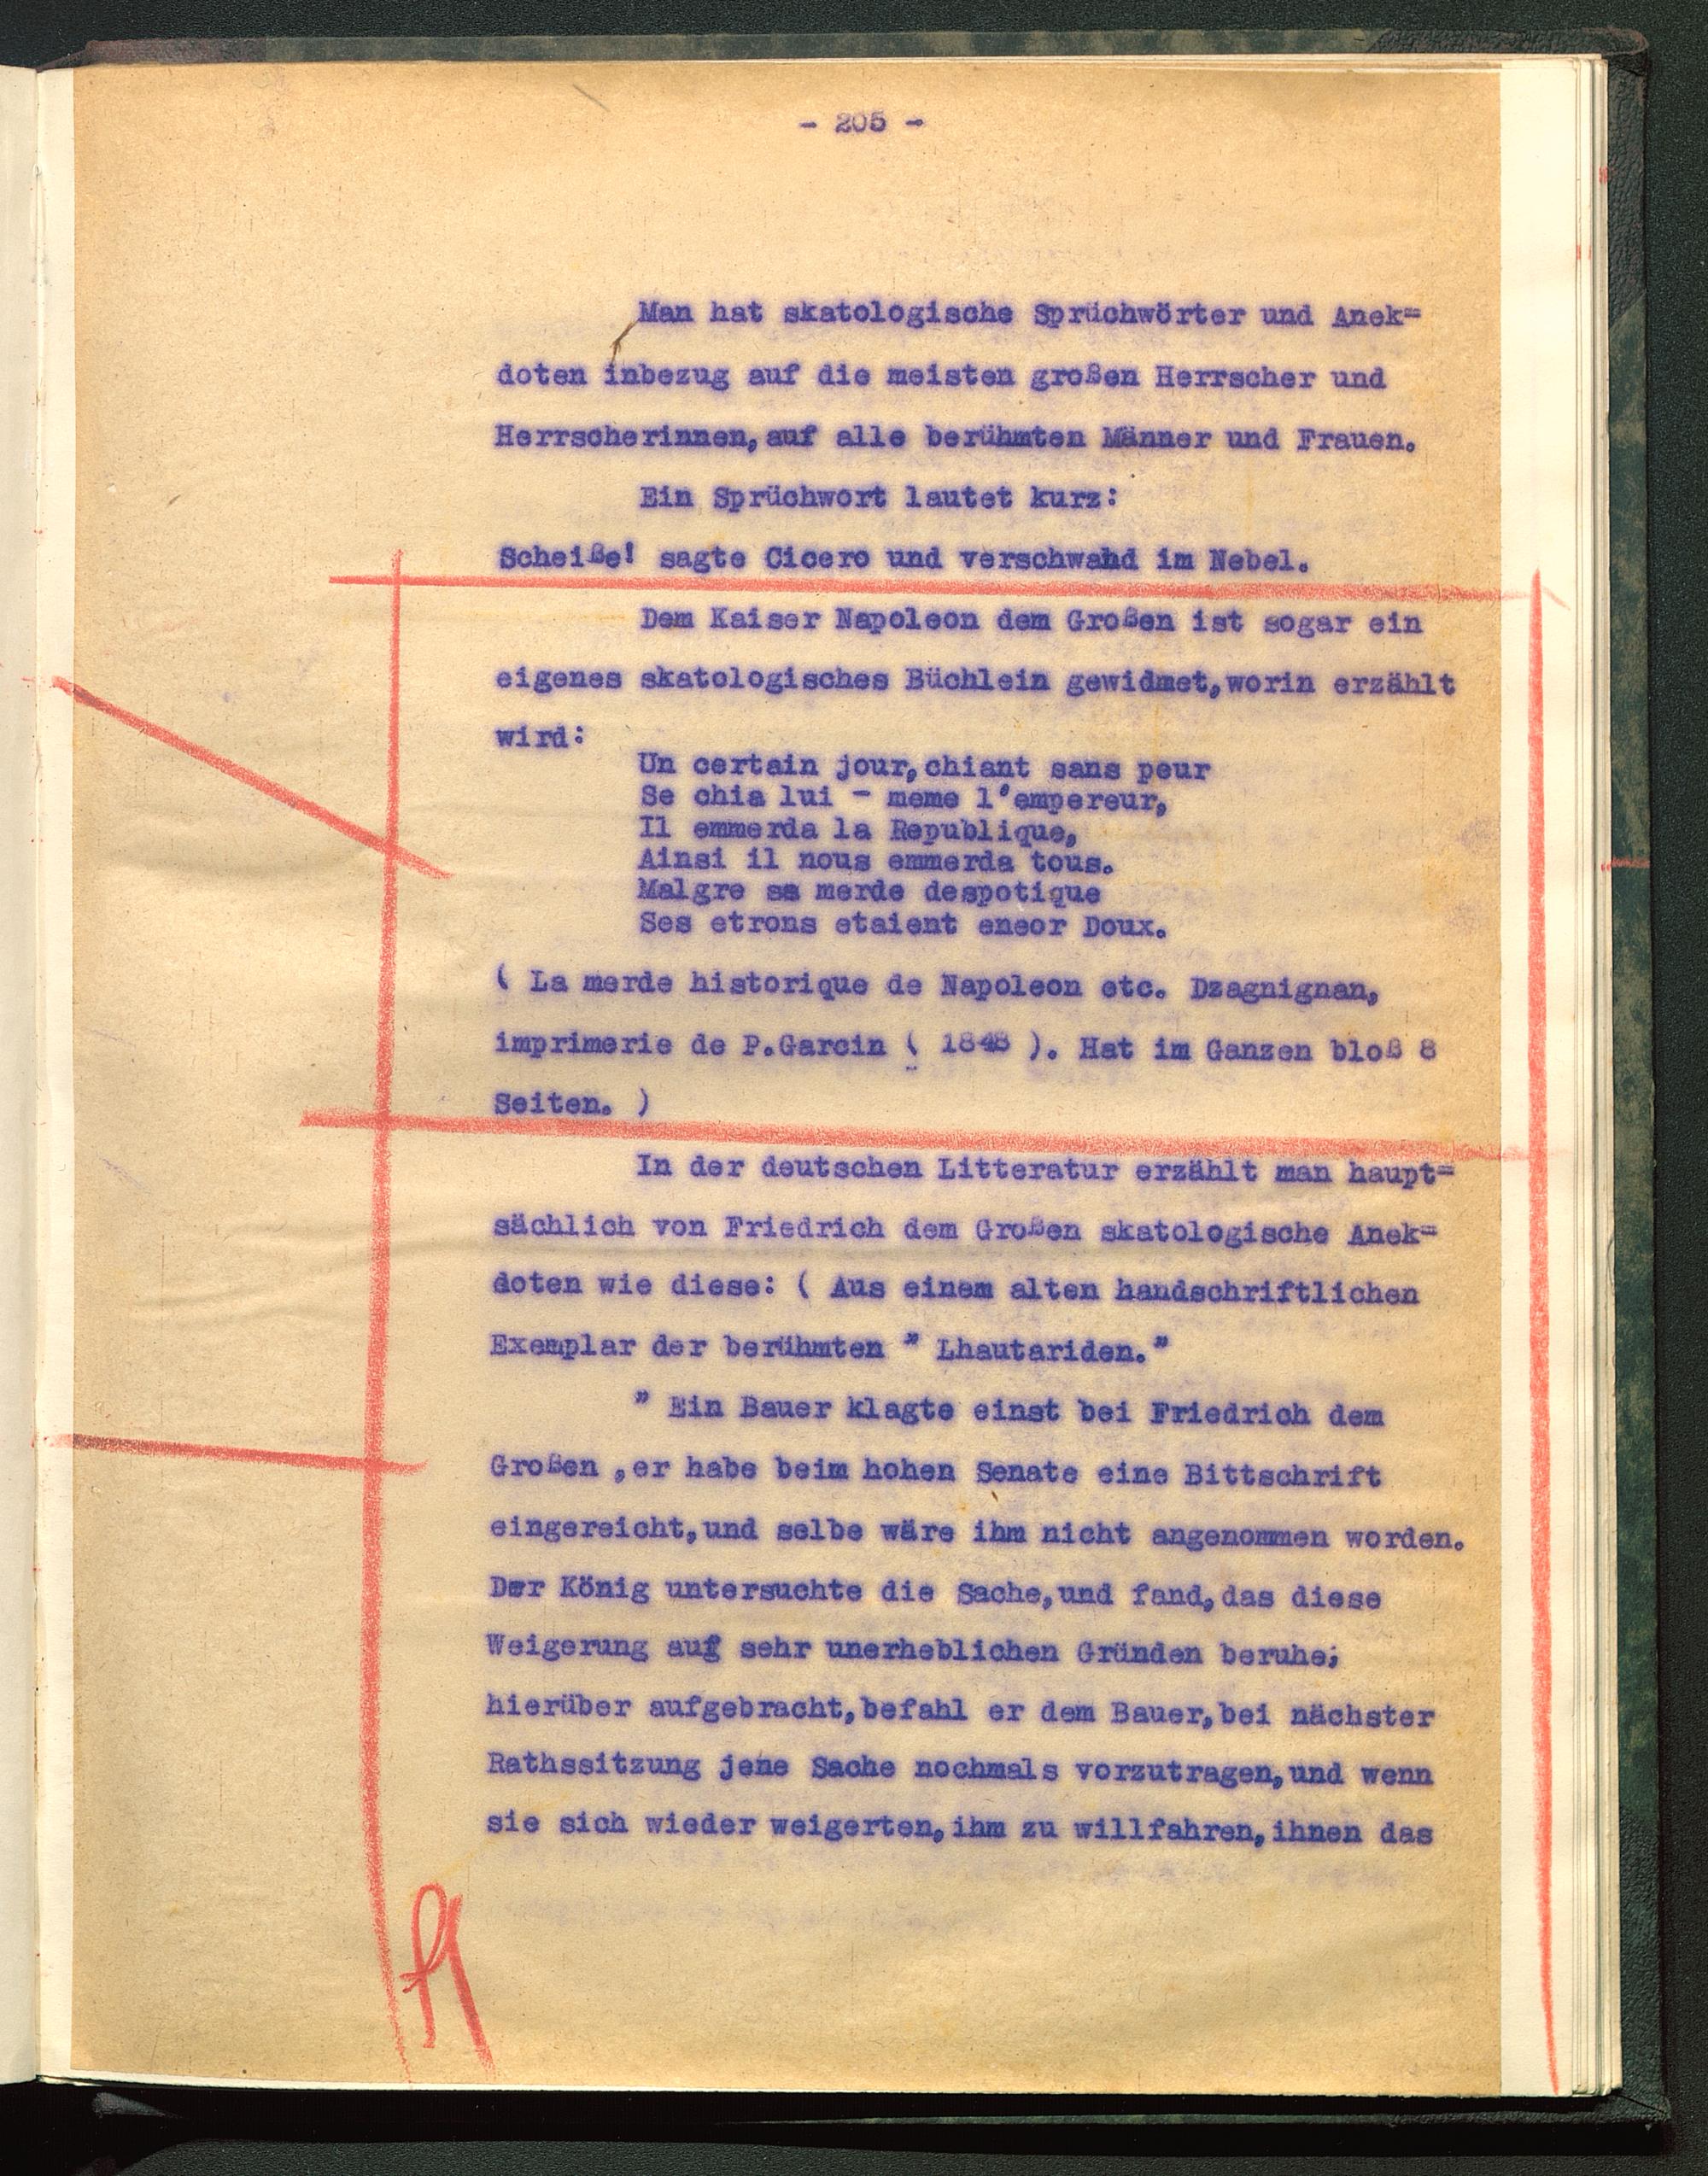 - 205 -
Man hat skatologische Sprüchwörter und Anek=
doten inbezug auf die meisten großen Herrscher und
Herrscherinnen, auf alle berühmten Männer und Frauen.
Ein Sprüchwort lautet kurz:
Scheiße! sagte Cicero und verschwand im Nebel.
Dem Kaiser Napoleon dem Großen ist sogar ein
eigenes skatologisches Büchlein gewidmet,worin erzählt
wird:
Un certain jour,chiant sans peur
Se chia lui - meme l'empereur,
Il emmerda la Republique,
Ainsi il nous emmerda tous.
Malgre sa merde despotique
Ses etrons etaient eneor Doux.
( La merde historique de Napoleon etc. Dzagnignan,
imprimerie de P.Garcin ( 1848 ). Hat im Ganzen bloß 8
Seiten. )
In der deutschen Litteratur erzählt man haupt=
sächlich von Friedrich dem Großen skatologische Anek=
doten wie diese: ( Aus einem alten handschriftlichen
Exemplar der berühmten " Lhautariden."
" Ein Bauer klagte einst bei Friedrich dem
Großen ,er habe beim hohen Senate eine Bittschrift
eingereicht,und selbe wäre ihm nicht angenommen worden.
Der König untersuchte die Sache,und fand,das diese
Weigerung auf sehr unerheblichen Gründen beruhe;
hierüber aufgebracht,befahl er dem Bauer,bei nächster
Rathssitzung jene Sache nochmals vorzutragen,und wenn
sie sich wieder weigerten,ihm zu willfahren,ihnen das